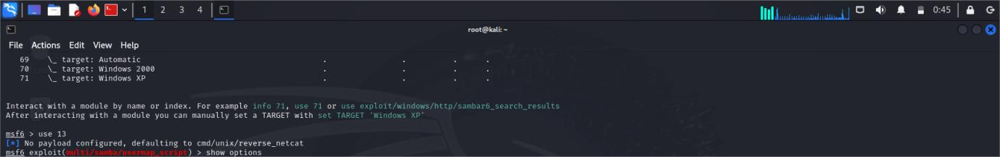 1 2 3 4 0:45
root@kali: ~
File Actions Edit View Help
69 \_ target: Automatic . . . .
70 \_ target: Windows 2000 . . . .
71 \_ target: Windows XP . . . .
Interact with a module by name or index. For example info 71, use 71 or use exploit/windows/http/sambar6_search_results
After interacting with a module you can manually set a TARGET with set TARGET 'Windows XP'
msf6 > use 13
[*] No payload configured, defaulting to cmd/unix/reverse_netcat
msf6 exploit(multi/samba/usermap_script) > show options